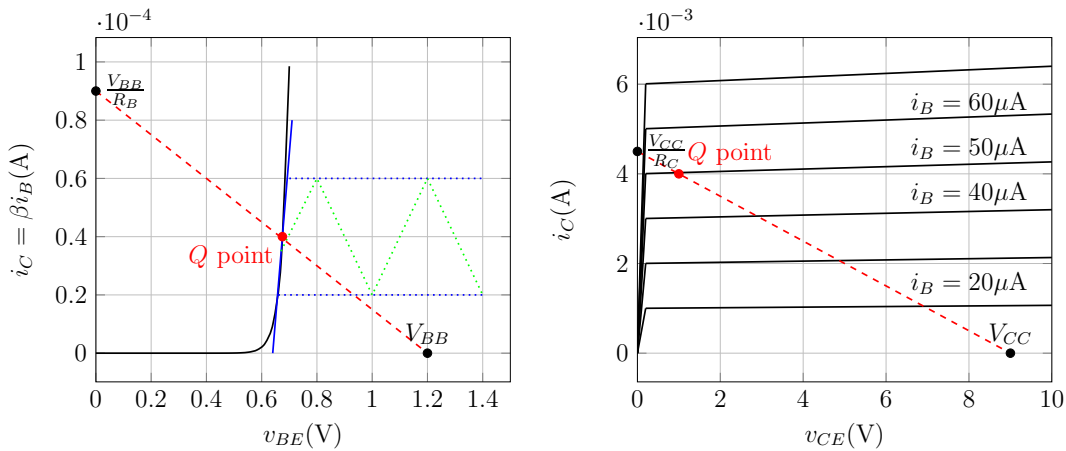 ·10⁻⁴
1
0.8
0.6
0.4
0.2
0
0
0.2
0.4
0.6
0.8
1
1.2
1.4
i_C = βi_B(A)
v_BE(V)
V_BB/R_B
Q point
V_BB
·10⁻³
6
4
2
0
0
2
4
6
8
10
i_C(A)
v_CE(V)
V_CC/R_C
Q point
i_B = 60μA
i_B = 50μA
i_B = 40μA
i_B = 20μA
V_CC